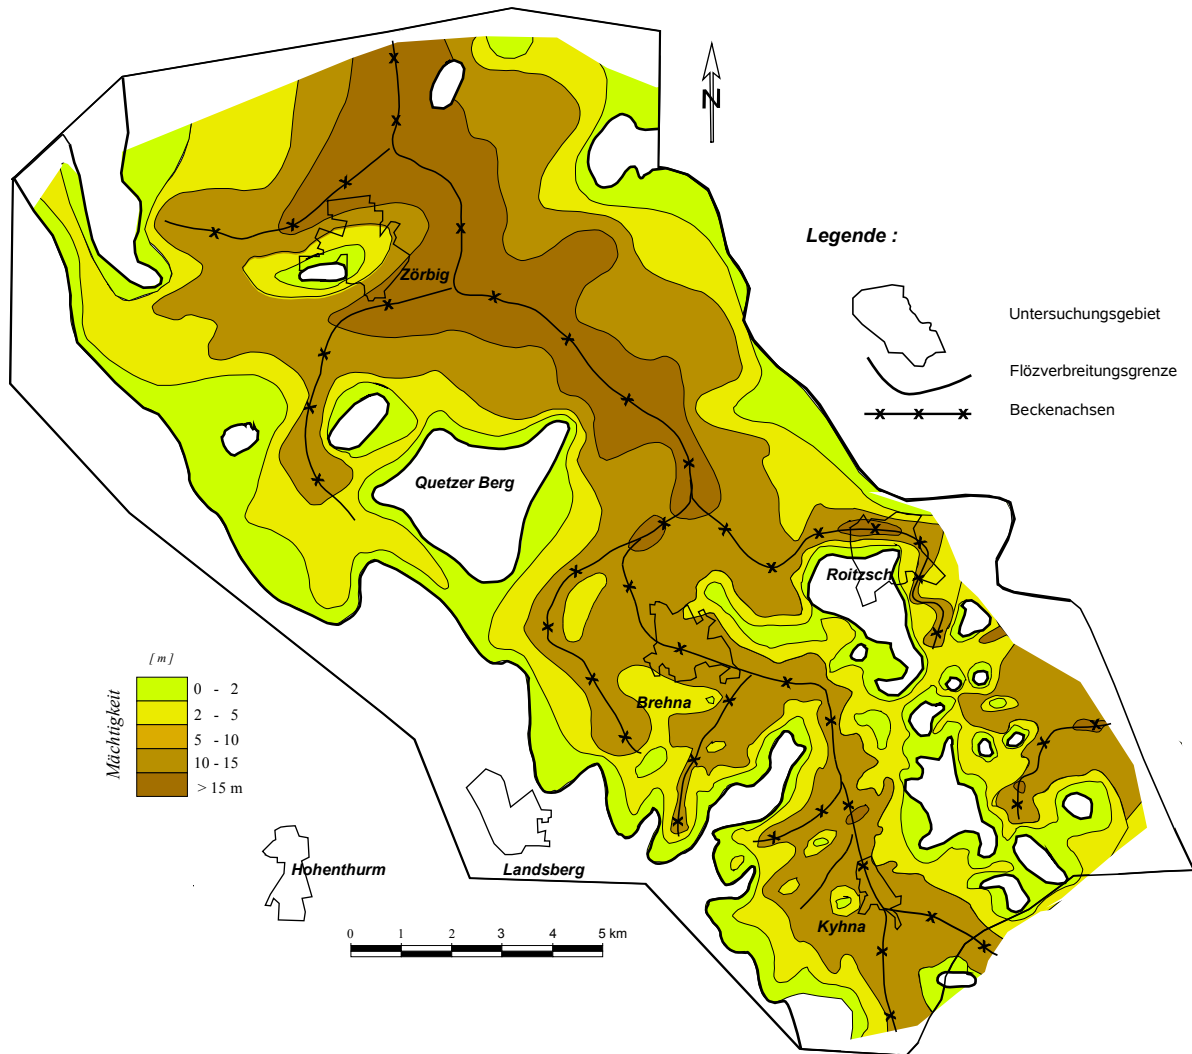 N
Legende :
Untersuchungsgebiet
Flözverbreitungsgrenze
Beckenachsen
Zörbig
Quetzer Berg
Roitzsch
Brehna
Landsberg
Hohenthurm
Kyhna
[ m ]
Mächtigkeit
0 - 2
2 - 5
5 - 10
10 - 15
> 15 m
0 1 2 3 4 5 km